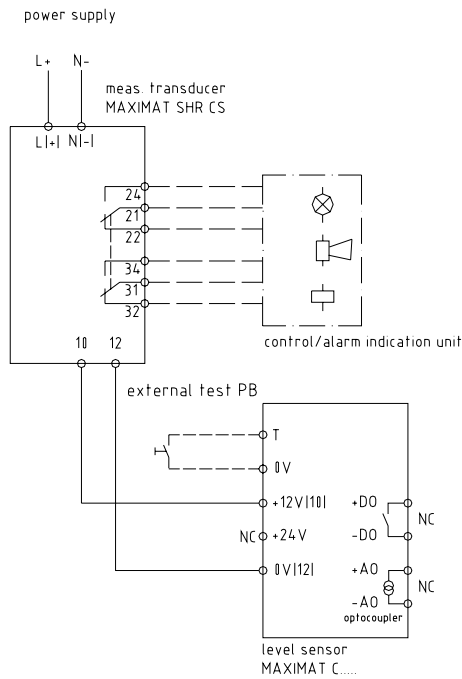 power supply
L+ N-
meas. transducer
MAXIMAT SHR CS
L|+| N|-|
24
21
22
34
31
32
10 12
control/alarm indication unit
external test PB
T
0V
+12V|10| +DO
NC
NC +24V -DO
0V|12| +AO
NC
-AO
optocoupler
level sensor
MAXIMAT C.....